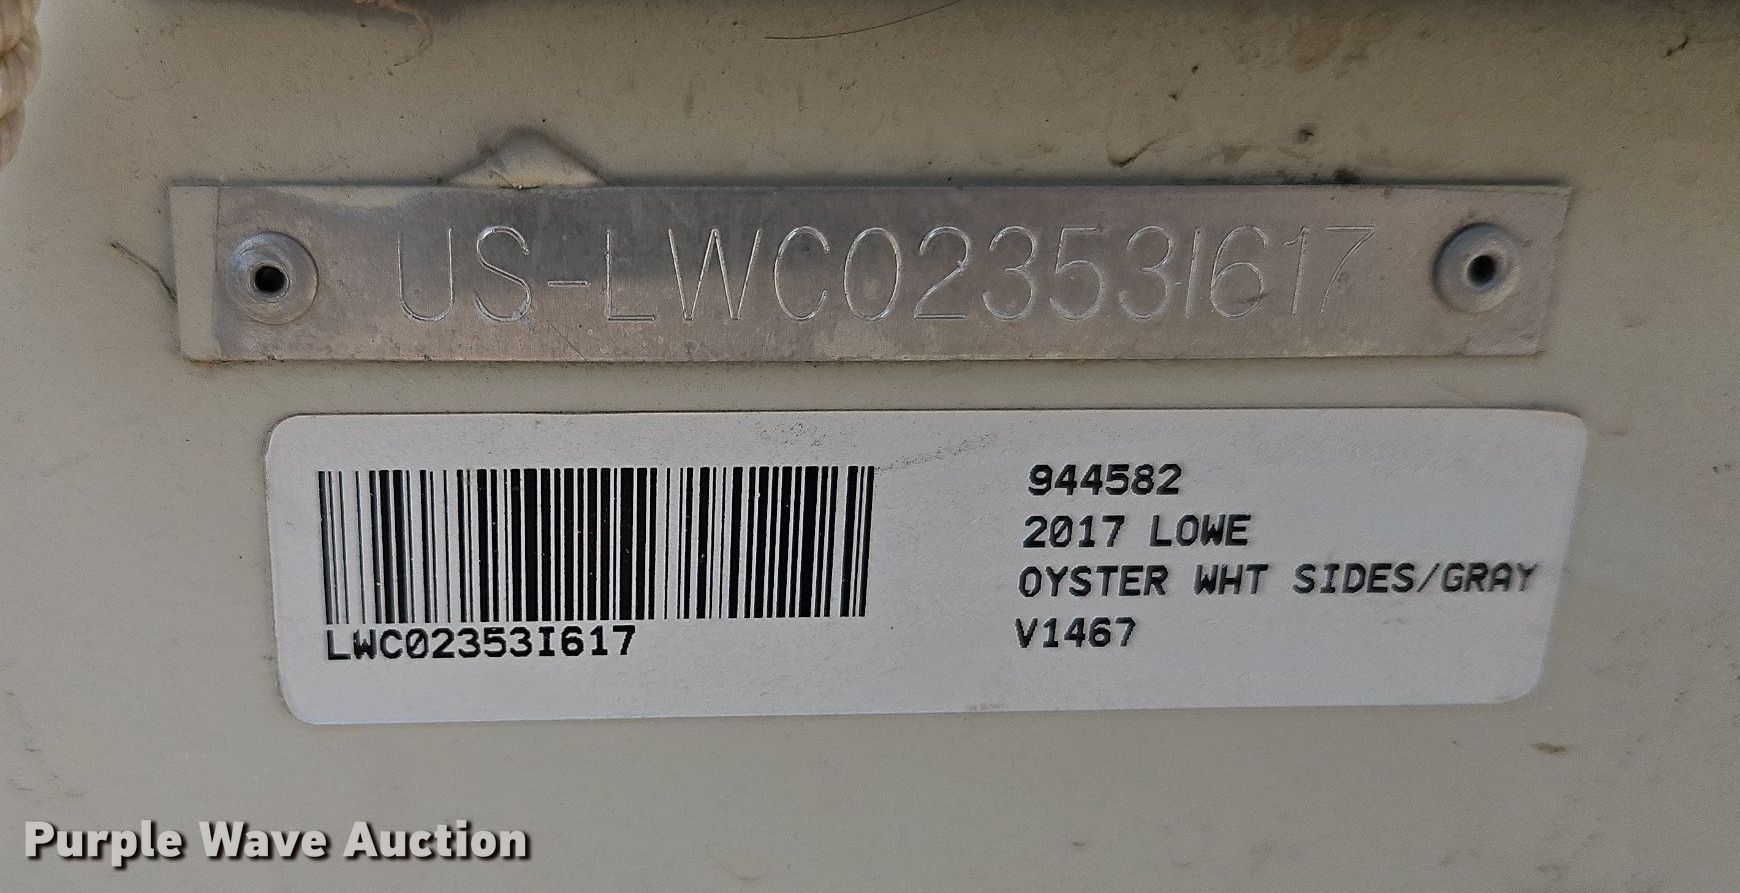 US-LWC02353I617
944582
2017 LOWE
OYSTER WHT SIDES/GRAY
V1467
LWC02353I617
Purple Wave Auction